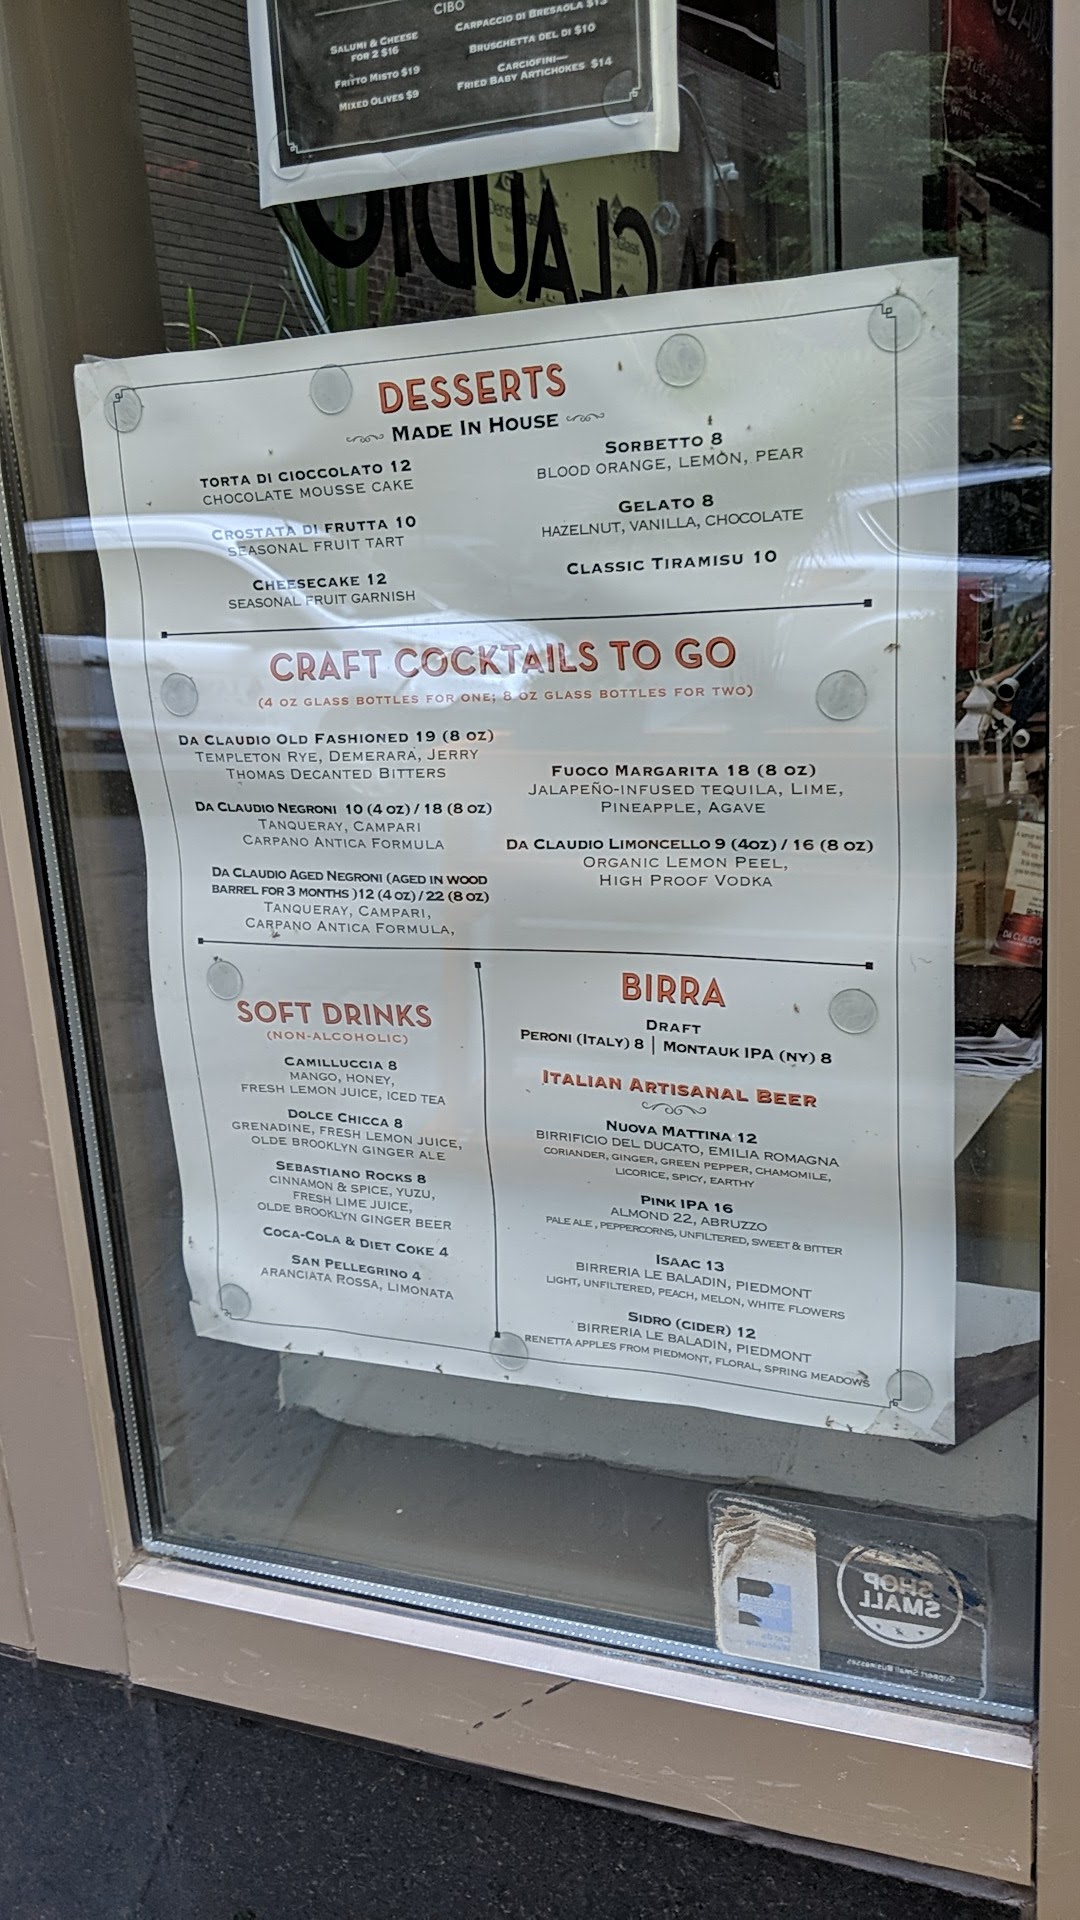 CIBO
SALUMI & CHEESE
FOR 2 $16
FRITTO MISTO $19
MIXED OLIVES $9
CARPACCIO DI BRESAOLA $13
BRUSCHETTA DEL DI $10
CARCIOFINI—
FRIED BABY ARTICHOKES $14
DA CLAUDIO
DESSERTS
MADE IN HOUSE
TORTA DI CIOCCOLATO 12
CHOCOLATE MOUSSE CAKE
CROSTATA DI FRUTTA 10
SEASONAL FRUIT TART
CHEESECAKE 12
SEASONAL FRUIT GARNISH
SORBETTO 8
BLOOD ORANGE, LEMON, PEAR
GELATO 8
HAZELNUT, VANILLA, CHOCOLATE
CLASSIC TIRAMISU 10
CRAFT COCKTAILS TO GO
(4 OZ GLASS BOTTLES FOR ONE; 8 OZ GLASS BOTTLES FOR TWO)
DA CLAUDIO OLD FASHIONED 19 (8 OZ)
TEMPLETON RYE, DEMERARA, JERRY
THOMAS DECANTED BITTERS
DA CLAUDIO NEGRONI 10 (4 OZ) / 18 (8 OZ)
TANQUERAY, CAMPARI
CARPANO ANTICA FORMULA
DA CLAUDIO AGED NEGRONI (AGED IN WOOD
BARREL FOR 3 MONTHS )12 (4 OZ) / 22 (8 OZ)
TANQUERAY, CAMPARI,
CARPANO ANTICA FORMULA,
FUOCO MARGARITA 18 (8 OZ)
JALAPEÑO-INFUSED TEQUILA, LIME,
PINEAPPLE, AGAVE
DA CLAUDIO LIMONCELLO 9 (4OZ) / 16 (8 OZ)
ORGANIC LEMON PEEL,
HIGH PROOF VODKA
SOFT DRINKS
(NON-ALCOHOLIC)
CAMILLUCCIA 8
MANGO, HONEY,
FRESH LEMON JUICE, ICED TEA
DOLCE CHICCA 8
GRENADINE, FRESH LEMON JUICE,
OLDE BROOKLYN GINGER ALE
SEBASTIANO ROCKS 8
CINNAMON & SPICE, YUZU,
FRESH LIME JUICE,
OLDE BROOKLYN GINGER BEER
COCA-COLA & DIET COKE 4
SAN PELLEGRINO 4
ARANCIATA ROSSA, LIMONATA
BIRRA
DRAFT
PERONI (ITALY) 8 | MONTAUK IPA (NY) 8
ITALIAN ARTISANAL BEER
NUOVA MATTINA 12
BIRRIFICIO DEL DUCATO, EMILIA ROMAGNA
CORIANDER, GINGER, GREEN PEPPER, CHAMOMILE,
LICORICE, SPICY, EARTHY
PINK IPA 16
ALMOND 22, ABRUZZO
PALE ALE , PEPPERCORNS, UNFILTERED, SWEET & BITTER
ISAAC 13
BIRRERIA LE BALADIN, PIEDMONT
LIGHT, UNFILTERED, PEACH, MELON, WHITE FLOWERS
SIDRO (CIDER) 12
BIRRERIA LE BALADIN, PIEDMONT
RENETTA APPLES FROM PIEDMONT, FLORAL, SPRING MEADOWS
DA CLAUDIO
SHOP
SMALL
Support Small Businesses